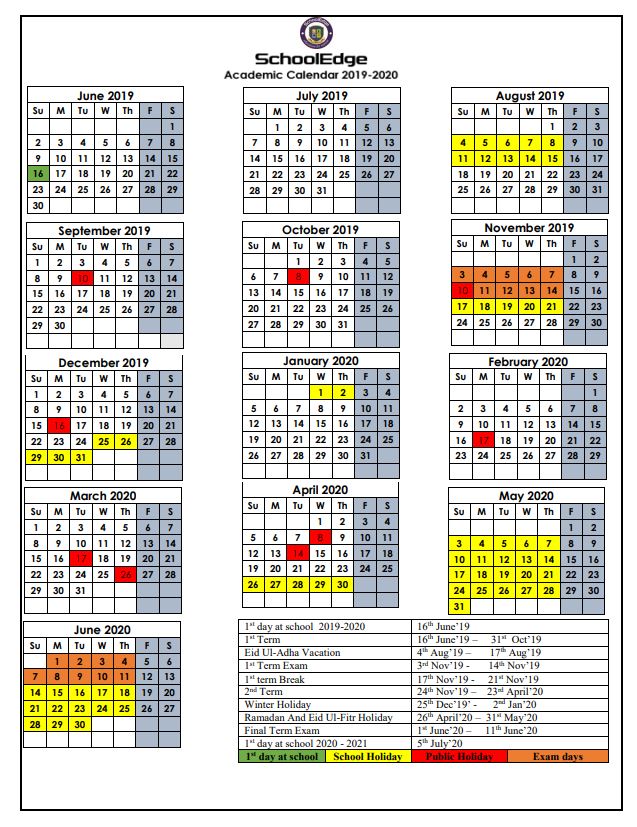 SchoolEdge
Academic Calendar 2019-2020
June 2019
Su M Tu W Th F S
1
2 3 4 5 6 7 8
9 10 11 12 13 14 15
16 17 18 19 20 21 22
23 24 25 26 27 28 29
30
July 2019
Su M Tu W Th F S
1 2 3 4 5 6
7 8 9 10 11 12 13
14 15 16 17 18 19 20
21 22 23 24 25 26 27
28 29 30 31
August 2019
Su M Tu W Th F S
1 2 3
4 5 6 7 8 9 10
11 12 13 14 15 16 17
18 19 20 21 22 23 24
25 26 27 28 29 30 31
September 2019
Su M Tu W Th F S
1 2 3 4 5 6 7
8 9 10 11 12 13 14
15 16 17 18 19 20 21
22 23 24 25 26 27 28
29 30
October 2019
Su M Tu W Th F S
1 2 3 4 5
6 7 8 9 10 11 12
13 14 15 16 17 18 19
20 21 22 23 24 25 26
27 28 29 30 31
November 2019
Su M Tu W Th F S
1 2
3 4 5 6 7 8 9
10 11 12 13 14 15 16
17 18 19 20 21 22 23
24 25 26 27 28 29 30
December 2019
Su M Tu W Th F S
1 2 3 4 5 6 7
8 9 10 11 12 13 14
15 16 17 18 19 20 21
22 23 24 25 26 27 28
29 30 31
January 2020
Su M Tu W Th F S
1 2 3 4
5 6 7 8 9 10 11
12 13 14 15 16 17 18
19 20 21 22 23 24 25
26 27 28 29 30 31
February 2020
Su M Tu W Th F S
1
2 3 4 5 6 7 8
9 10 11 12 13 14 15
16 17 18 19 20 21 22
23 24 25 26 27 28 29
March 2020
Su M Tu W Th F S
1 2 3 4 5 6 7
8 9 10 11 12 13 14
15 16 17 18 19 20 21
22 23 24 25 26 27 28
29 30 31
April 2020
Su M Tu W Th F S
1 2 3 4
5 6 7 8 9 10 11
12 13 14 15 16 17 18
19 20 21 22 23 24 25
26 27 28 29 30
May 2020
Su M Tu W Th F S
1 2
3 4 5 6 7 8 9
10 11 12 13 14 15 16
17 18 19 20 21 22 23
24 25 26 27 28 29 30
31
June 2020
Su M Tu W Th F S
1 2 3 4 5 6
7 8 9 10 11 12 13
14 15 16 17 18 19 20
21 22 23 24 25 26 27
28 29 30
1st day at school 2019-2020 16th June'19
1st Term 16th June'19 – 31st Oct'19
Eid Ul-Adha Vacation 4th Aug'19 – 17th Aug'19
1st Term Exam 3rd Nov'19 - 14th Nov'19
1st term Break 17th Nov'19 - 21st Nov'19
2nd Term 24th Nov'19 – 23rd April'20
Winter Holiday 25th Dec'19' - 2nd Jan'20
Ramadan And Eid Ul-Fitr Holiday 26th April'20 – 31st May'20
Final Term Exam 1st June'20 – 11th June'20
1st day at school 2020 - 2021 5th July'20
1st day at school School Holiday Public Holiday Exam days